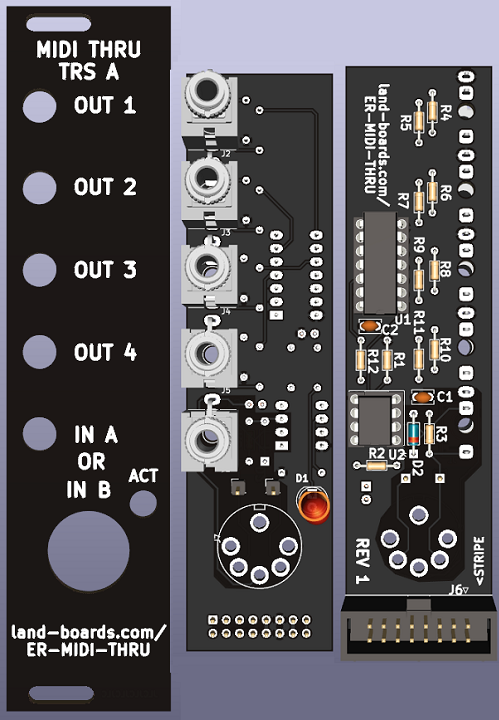 MIDI THRU
TRS A
OUT 1
OUT 2
OUT 3
OUT 4
IN A
OR
IN B
ACT
land-boards.com/
ER-MIDI-THRU
J2
J3
J4
J5
D1
J7
land-boards.com/
ER-MIDI-THRU
R4
R5
R6
R7
R9
R8
U1
C2
R11
R10
R12
R1
C1
R3
R2
U2
D2
REV 1
<STRIPE
J6